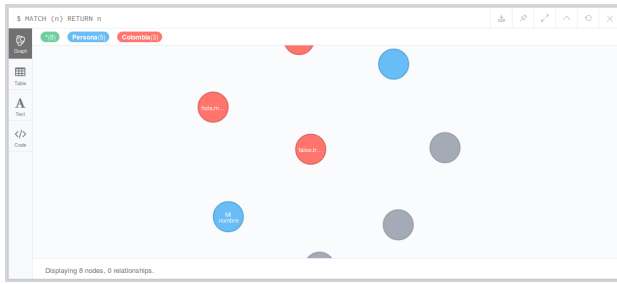 $ MATCH (n) RETURN n
*(8) Persona(5) Colombia(3)
Graph
Table
A
Text
</>
Code
hola,m...
false,tr...
Mi
nombre
Displaying 8 nodes, 0 relationships.